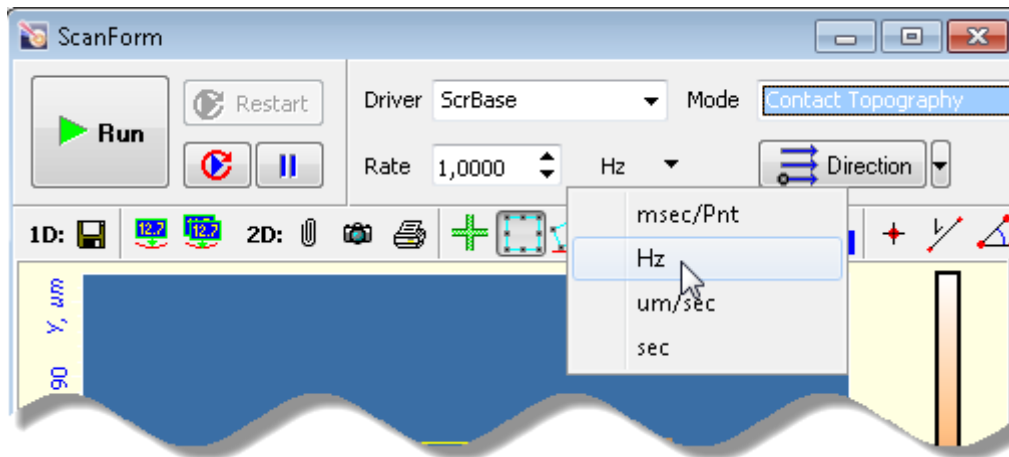 ScanForm
Run
Restart
Driver ScrBase Mode Contact Topography
Rate 1,0000 Hz Direction
msec/Pnt
Hz
um/sec
sec
1D: 12.7 12.7 2D:
Y, um
90